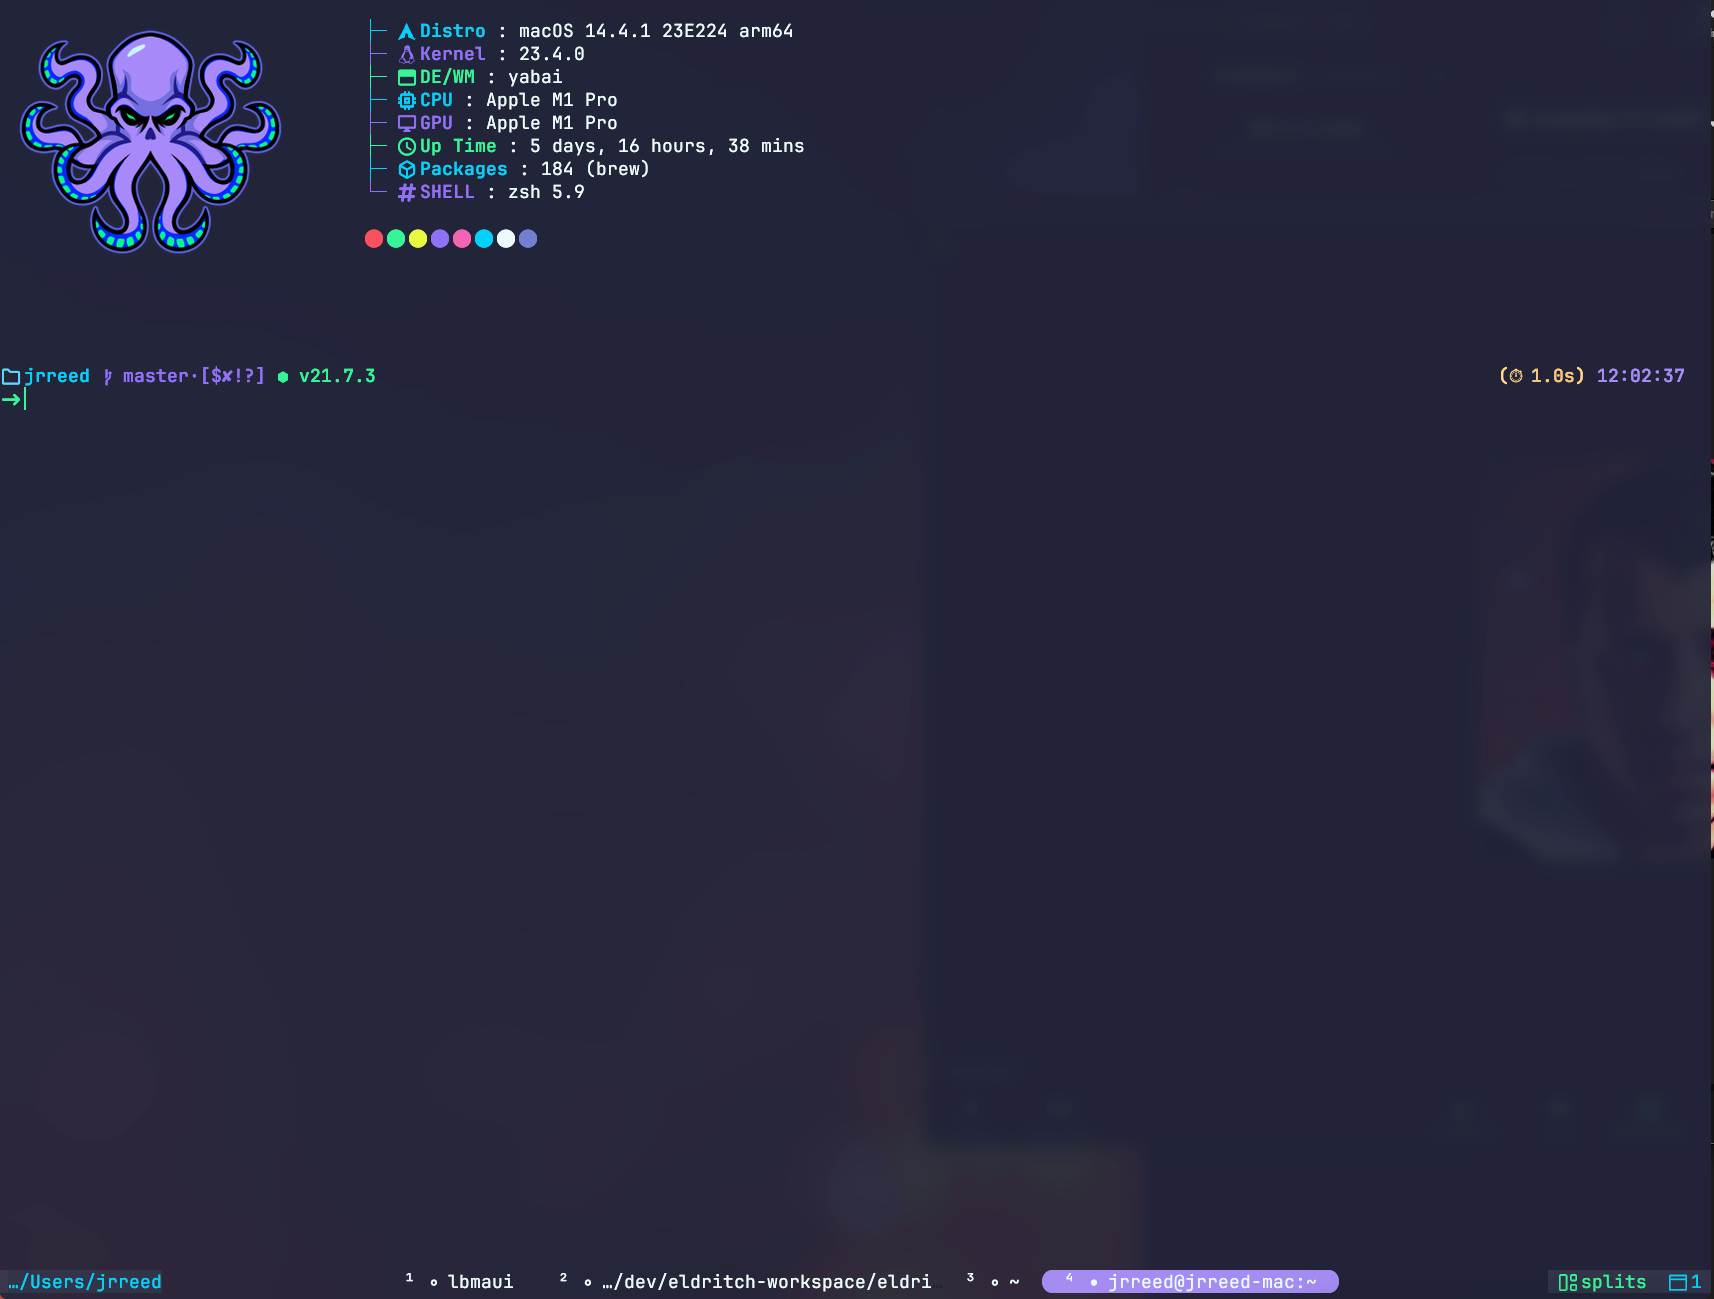 Distro : macOS 14.4.1 23E224 arm64
Kernel : 23.4.0
DE/WM : yabai
CPU : Apple M1 Pro
GPU : Apple M1 Pro
Up Time : 5 days, 16 hours, 38 mins
Packages : 184 (brew)
SHELL : zsh 5.9
jrreed master·[$✘!?] ⬢ v21.7.3 (⏱ 1.0s) 12:02:37
➜
…/Users/jrreed ¹ ∘ lbmaui ² ∘ …/dev/eldritch-workspace/eldri ³ ∘ ~ ⁴ • jrreed@jrreed-mac:~ splits 1